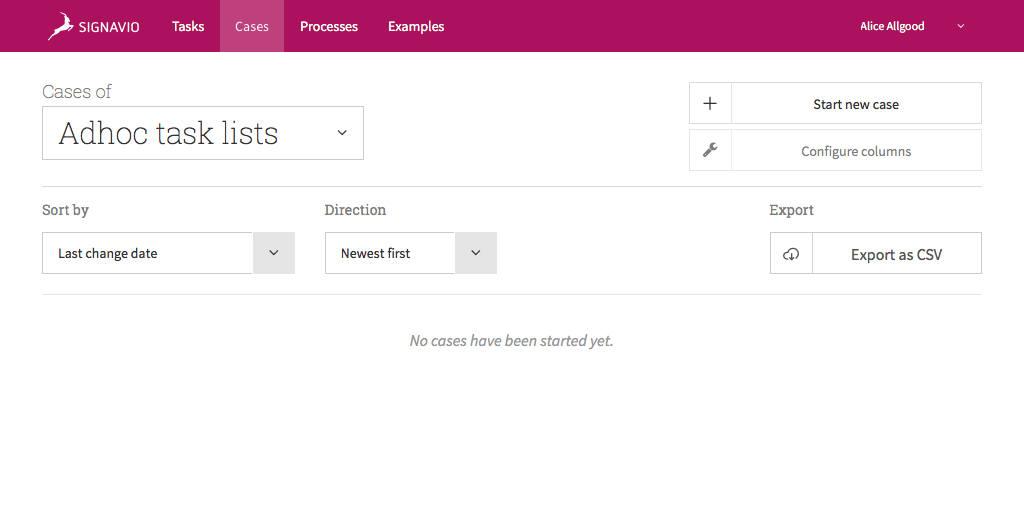 SIGNAVIO Tasks Cases Processes Examples Alice Allgood
Cases of
Adhoc task lists
Start new case
Configure columns
Sort by Direction Export
Last change date Newest first Export as CSV
No cases have been started yet.